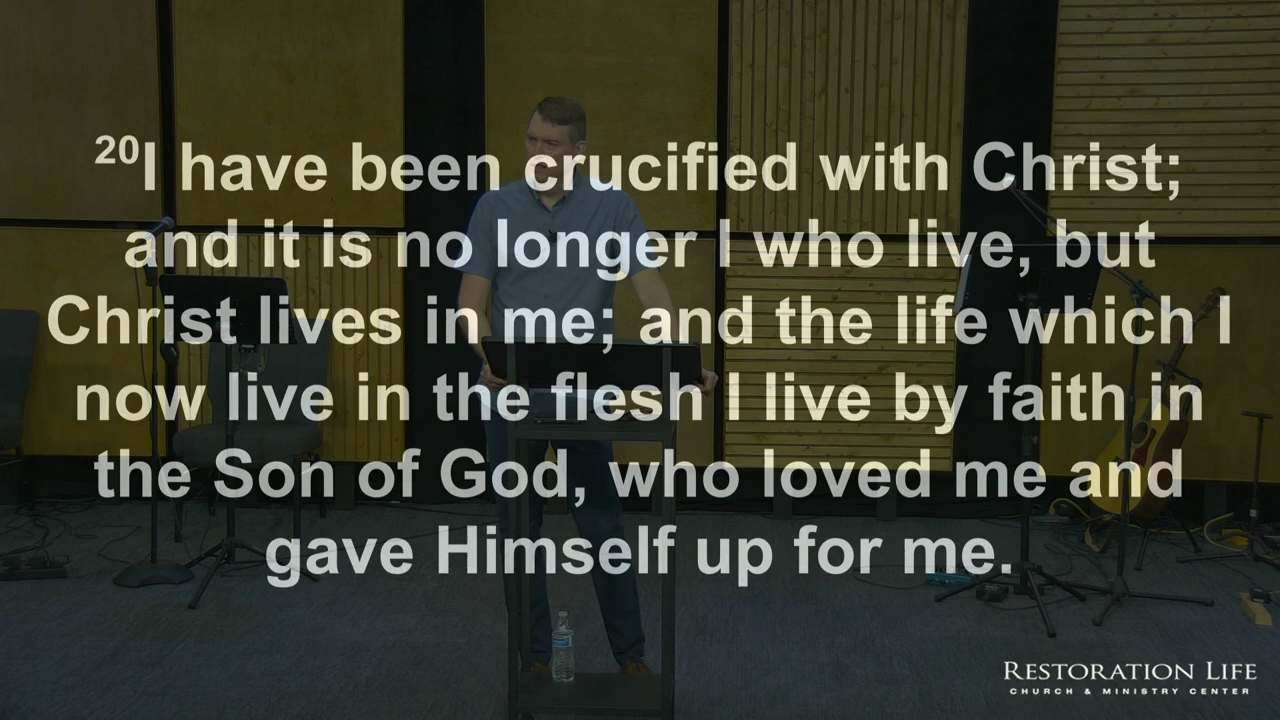 20I have been crucified with Christ;
and it is no longer I who live, but
Christ lives in me; and the life which I
now live in the flesh I live by faith in
the Son of God, who loved me and
gave Himself up for me.
RESTORATION LIFE
CHURCH & MINISTRY CENTER